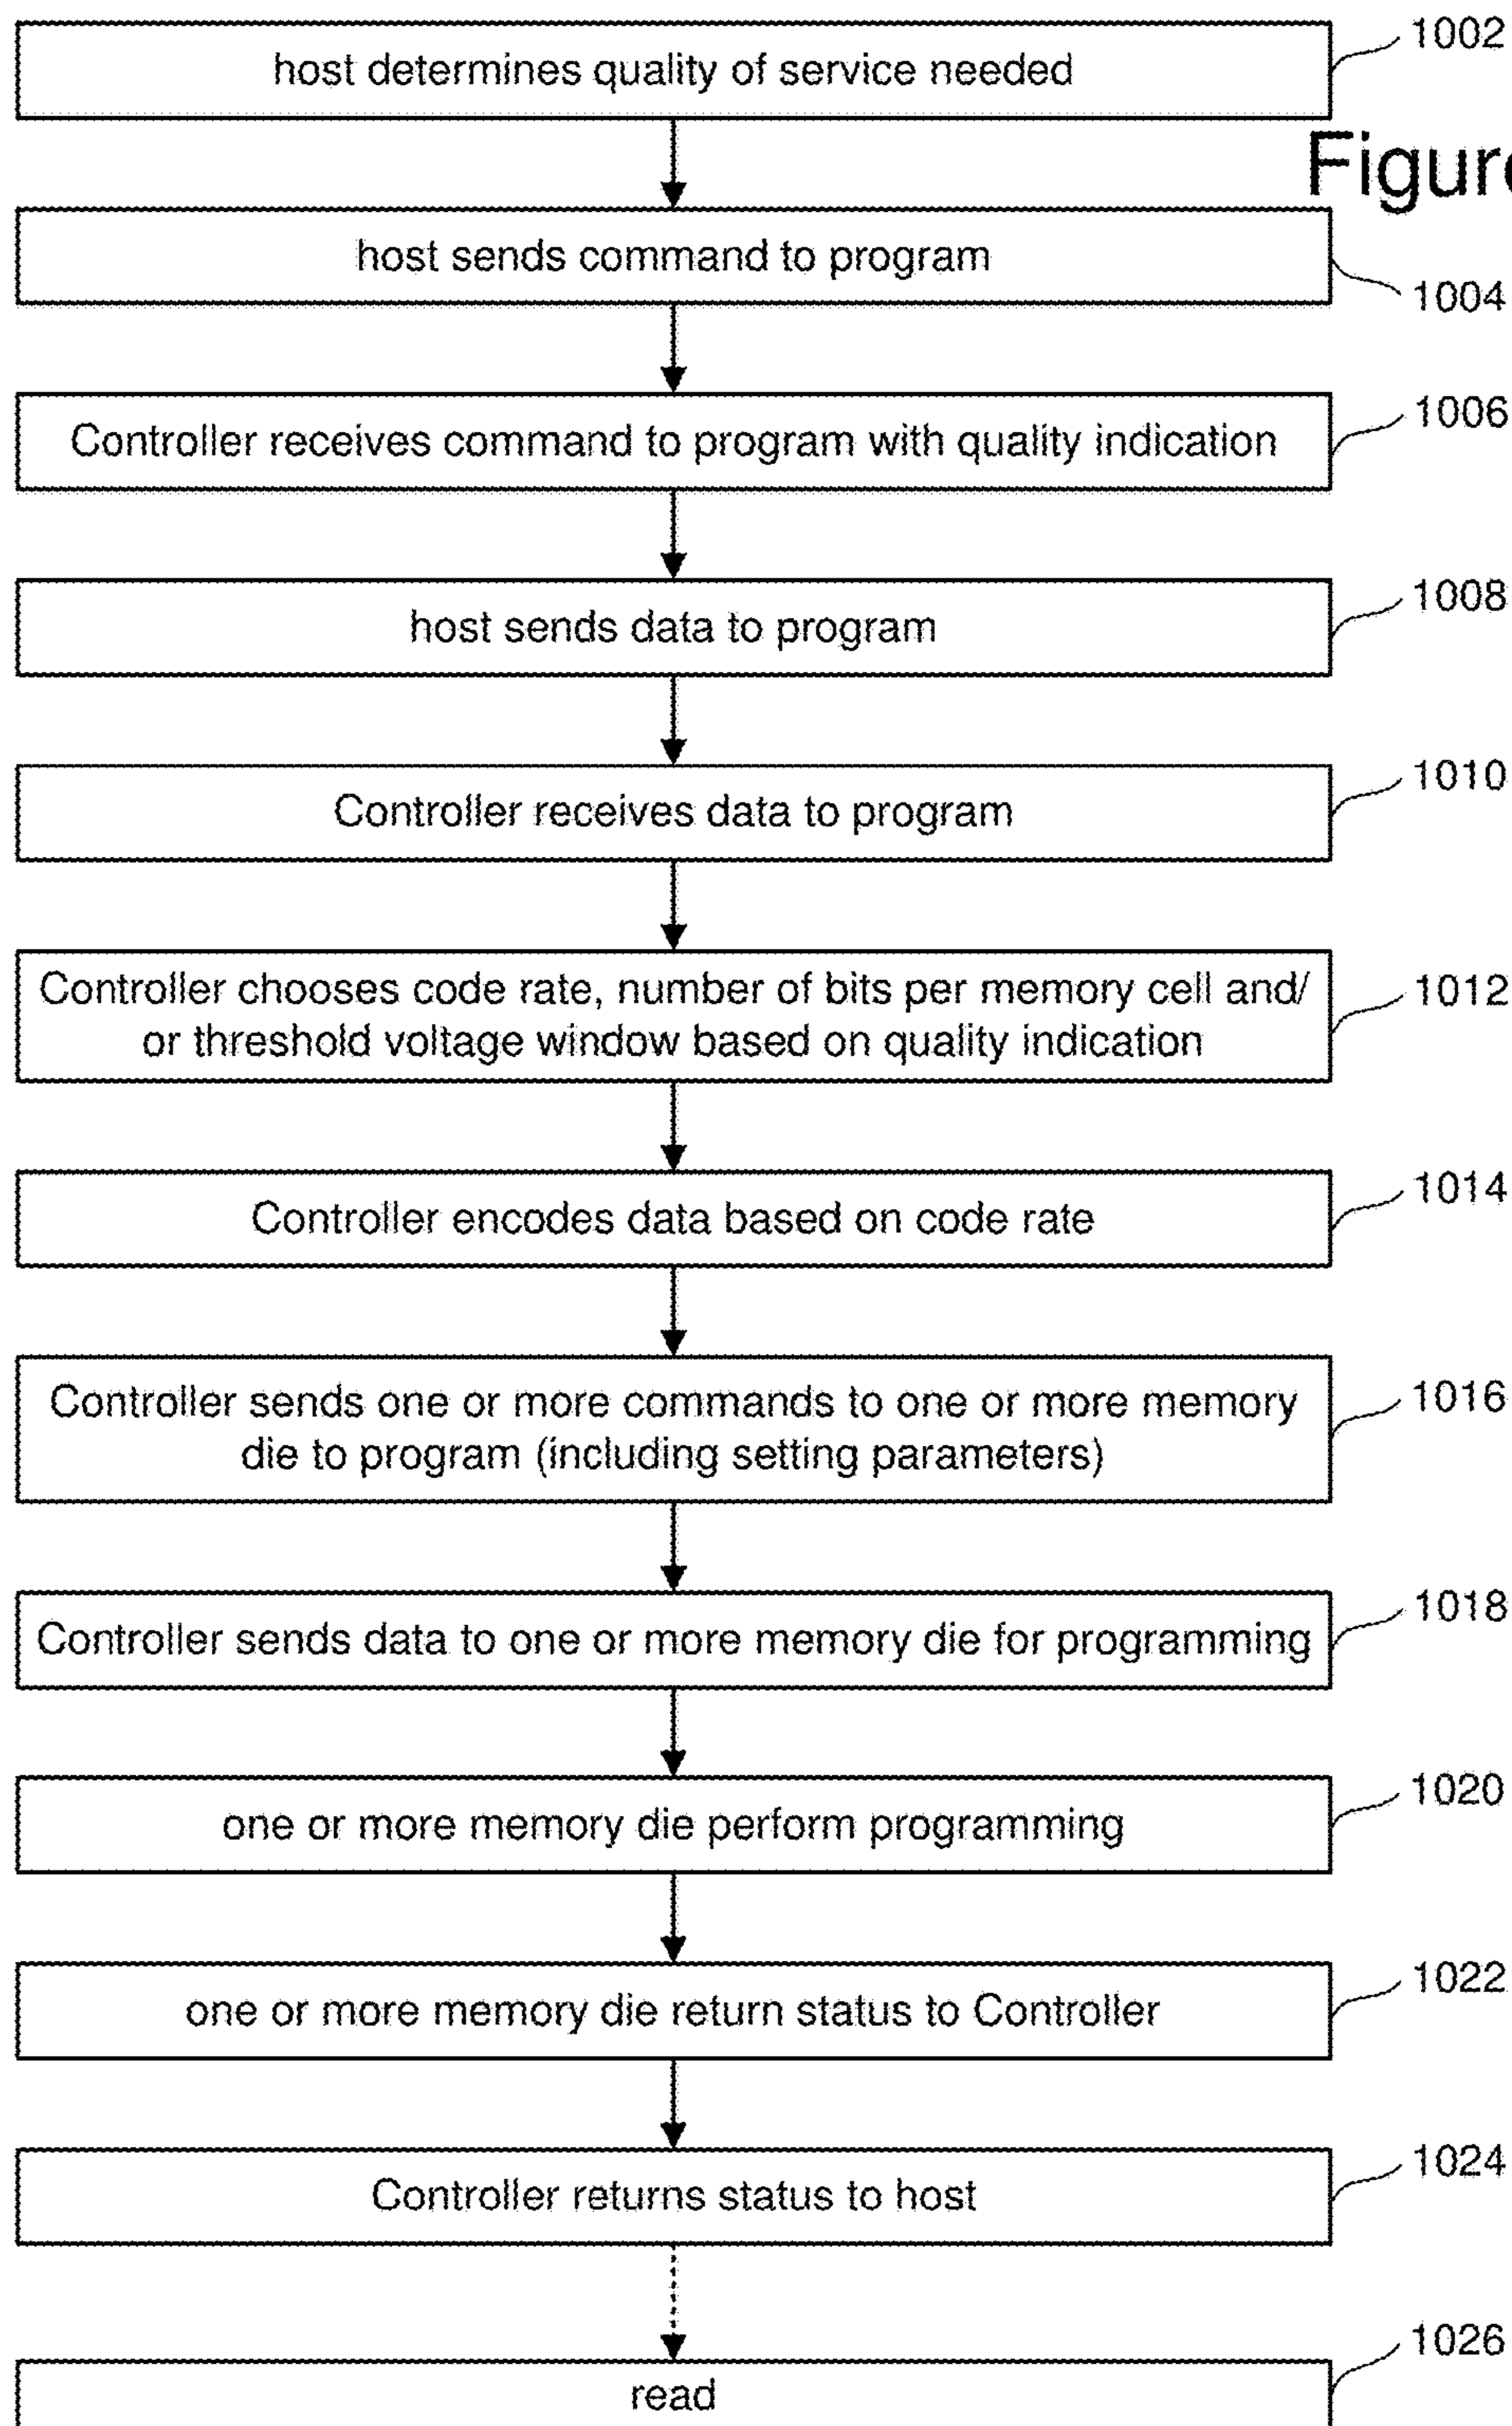 host determines quality of service needed
1002
Figure
host sends command to program
1004
Controller receives command to program with quality indication
1006
host sends data to program
1008
Controller receives data to program
1010
Controller chooses code rate, number of bits per memory cell and/
or threshold voltage window based on quality indication
1012
Controller encodes data based on code rate
1014
Controller sends one or more commands to one or more memory
die to program (including setting parameters)
1016
Controller sends data to one or more memory die for programming
1018
one or more memory die perform programming
1020
one or more memory die return status to Controller
1022
Controller returns status to host
1024
read
1026